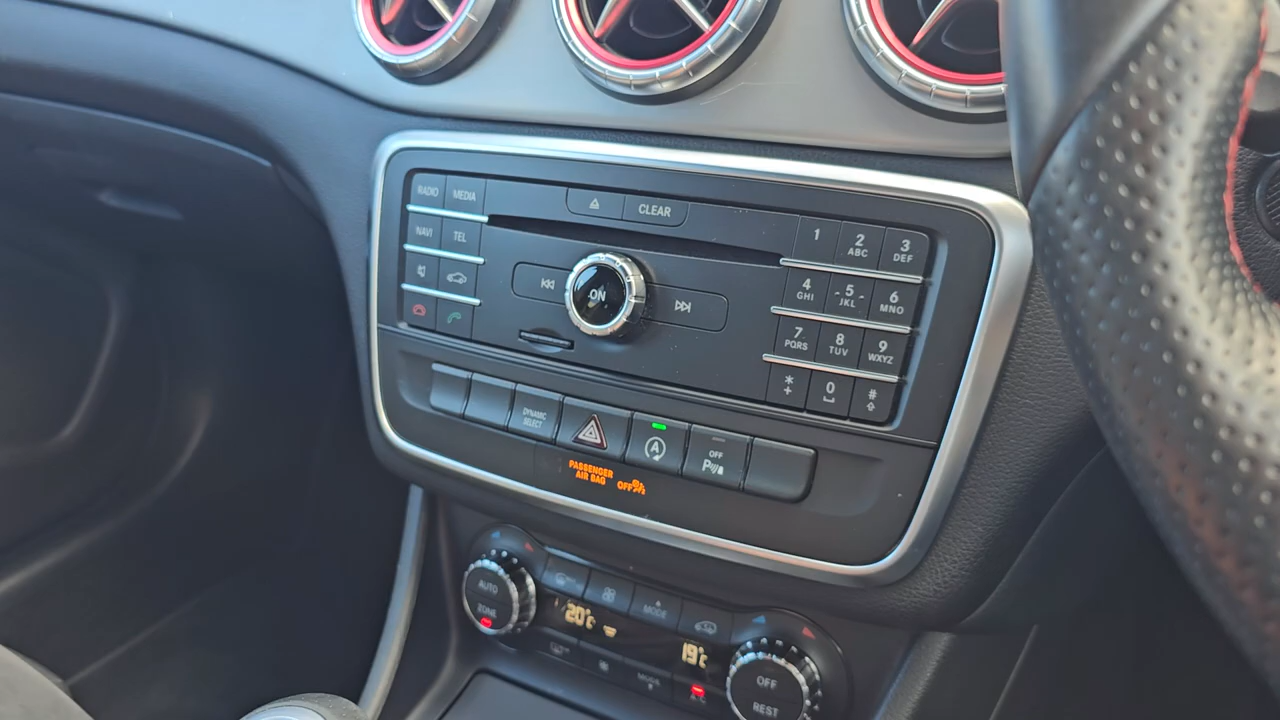 RADIO MEDIA
CLEAR
NAVI TEL
ON
1 2 ABC 3 DEF
4 GHI 5 JKL 6 MNO
7 PQRS 8 TUV 9 WXYZ
* + 0 #
DYNAMIC
SELECT
A
OFF
P
PASSENGER
AIR BAG OFF
AUTO
ZONE
MODE
20°C
19°C
MODE
A/C
OFF
REST